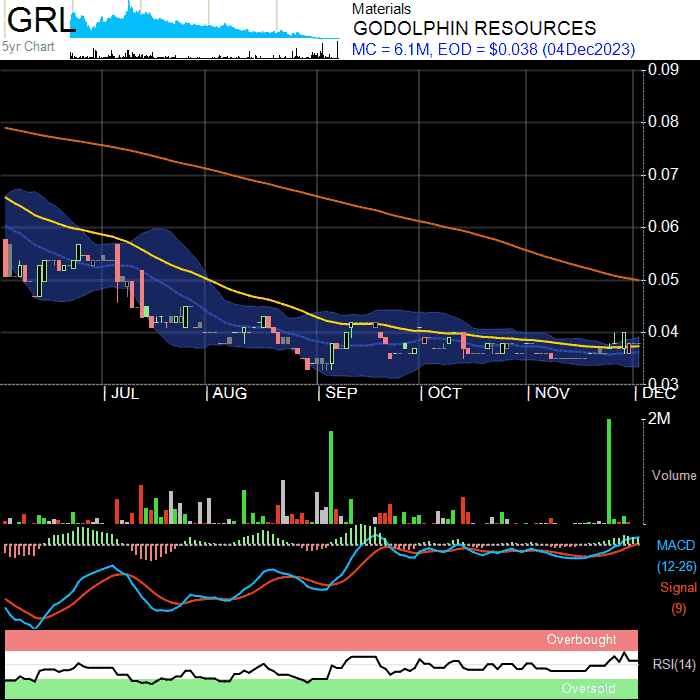 GRL
5yr Chart
Materials
GODOLPHIN RESOURCES
MC = 6.1M, EOD = $0.038 (04Dec2023)
0.09
0.08
0.07
0.06
0.05
0.04
0.03
JUL AUG SEP OCT NOV DEC
2M
Volume
MACD
(12-26)
Signal
(9)
Overbought
RSI(14)
Oversold